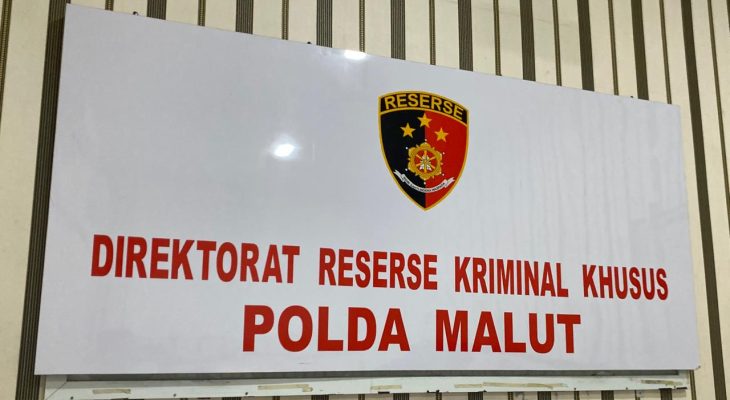 RESERSE
DIREKTORAT RESERSE KRIMINAL KHUSUS
POLDA MALUT